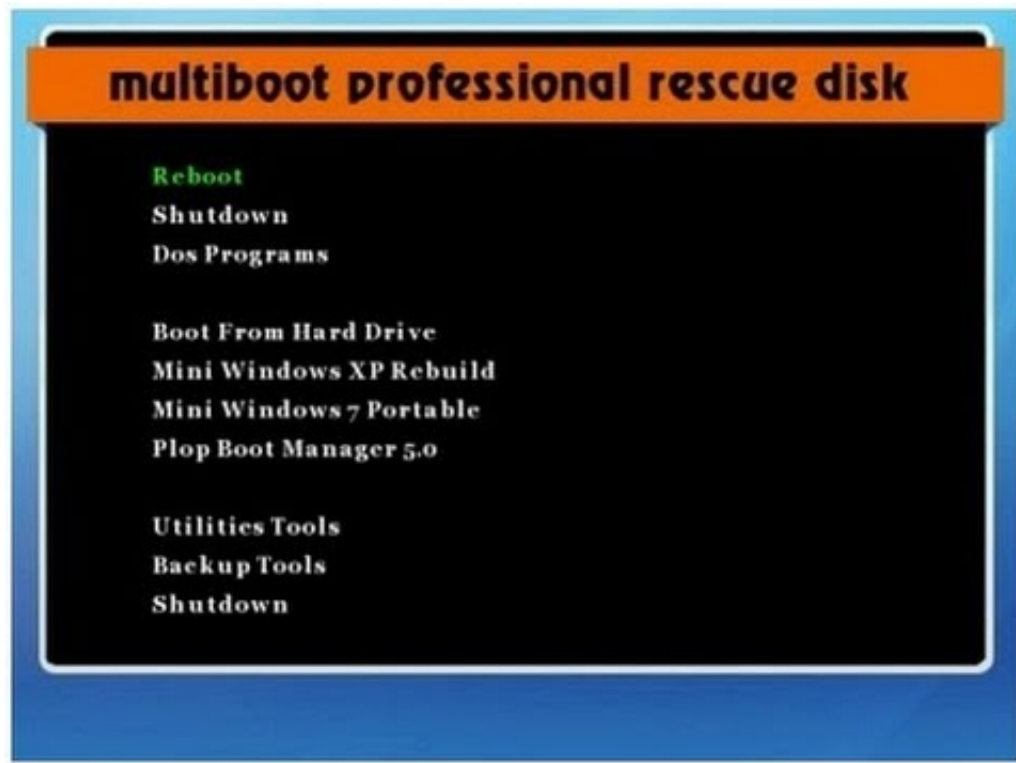 multiboot professional rescue disk
Reboot
Shutdown
Dos Programs
Boot From Hard Drive
Mini Windows XP Rebuild
Mini Windows 7 Portable
Plop Boot Manager 5.0
Utilities Tools
Backup Tools
Shutdown